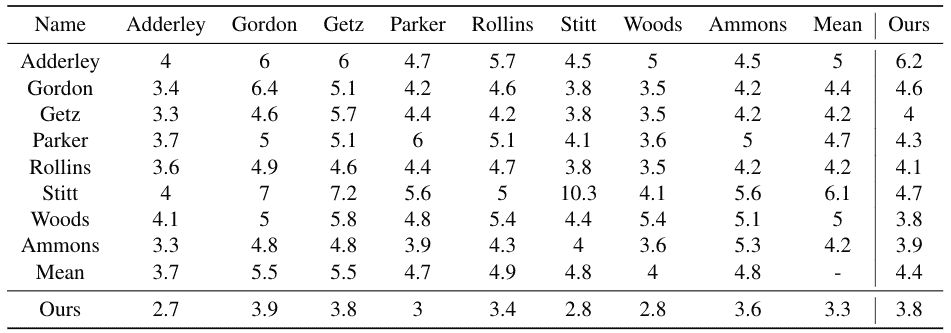 Name Adderley Gordon Getz Parker Rollins Stitt Woods Ammons Mean Ours
Adderley 4 6 6 4.7 5.7 4.5 5 4.5 5 6.2
Gordon 3.4 6.4 5.1 4.2 4.6 3.8 3.5 4.2 4.4 4.6
Getz 3.3 4.6 5.7 4.4 4.2 3.8 3.5 4.2 4.2 4
Parker 3.7 5 5.1 6 5.1 4.1 3.6 5 4.7 4.3
Rollins 3.6 4.9 4.6 4.4 4.7 3.8 3.5 4.2 4.2 4.1
Stitt 4 7 7.2 5.6 5 10.3 4.1 5.6 6.1 4.7
Woods 4.1 5 5.8 4.8 5.4 4.4 5.4 5.1 5 3.8
Ammons 3.3 4.8 4.8 3.9 4.3 4 3.6 5.3 4.2 3.9
Mean 3.7 5.5 5.5 4.7 4.9 4.8 4 4.8 - 4.4
Ours 2.7 3.9 3.8 3 3.4 2.8 2.8 3.6 3.3 3.8